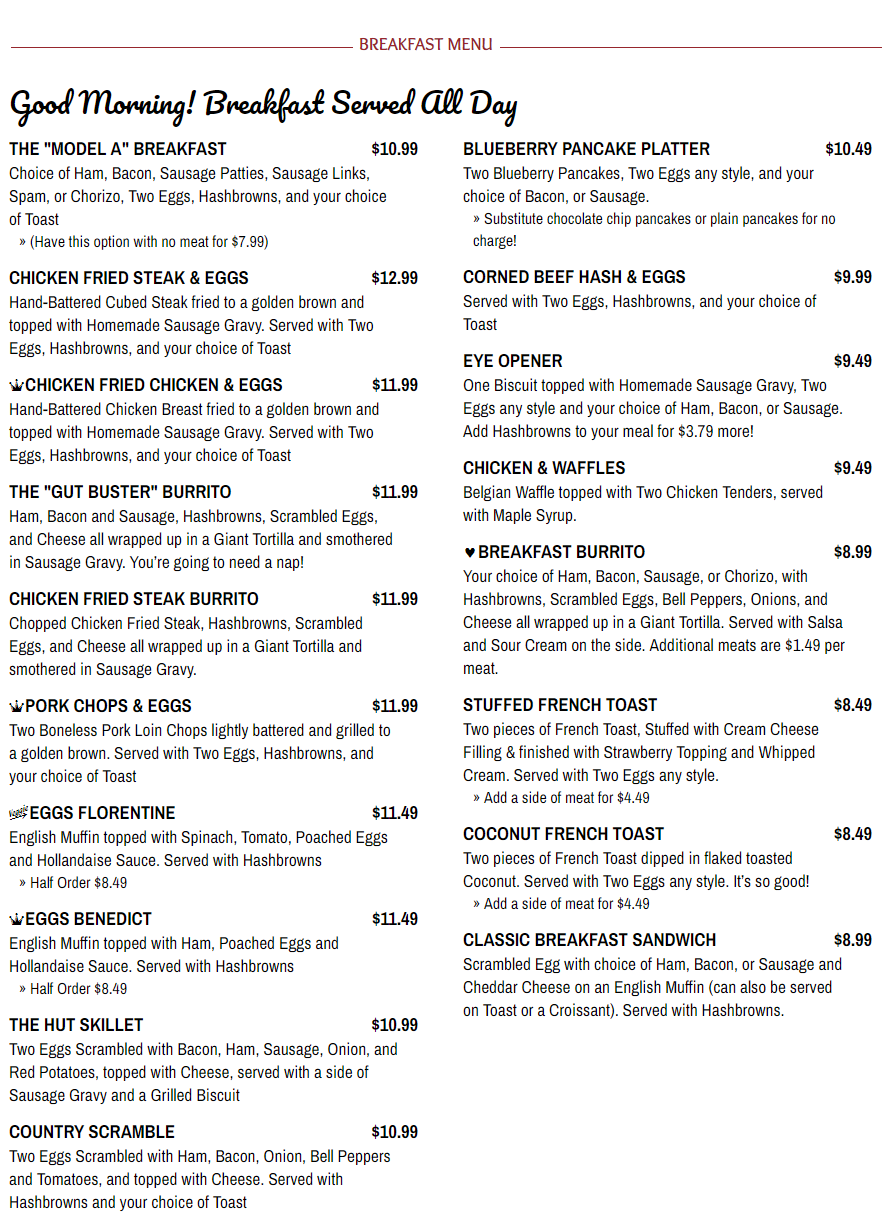 BREAKFAST MENU
Good Morning! Breakfast Served All Day
THE "MODEL A" BREAKFAST $10.99
Choice of Ham, Bacon, Sausage Patties, Sausage Links,
Spam, or Chorizo, Two Eggs, Hashbrowns, and your choice
of Toast
» (Have this option with no meat for $7.99)
CHICKEN FRIED STEAK & EGGS $12.99
Hand-Battered Cubed Steak fried to a golden brown and
topped with Homemade Sausage Gravy. Served with Two
Eggs, Hashbrowns, and your choice of Toast
CHICKEN FRIED CHICKEN & EGGS $11.99
Hand-Battered Chicken Breast fried to a golden brown and
topped with Homemade Sausage Gravy. Served with Two
Eggs, Hashbrowns, and your choice of Toast
THE "GUT BUSTER" BURRITO $11.99
Ham, Bacon and Sausage, Hashbrowns, Scrambled Eggs,
and Cheese all wrapped up in a Giant Tortilla and smothered
in Sausage Gravy. You're going to need a nap!
CHICKEN FRIED STEAK BURRITO $11.99
Chopped Chicken Fried Steak, Hashbrowns, Scrambled
Eggs, and Cheese all wrapped up in a Giant Tortilla and
smothered in Sausage Gravy.
PORK CHOPS & EGGS $11.99
Two Boneless Pork Loin Chops lightly battered and grilled to
a golden brown. Served with Two Eggs, Hashbrowns, and
your choice of Toast
EGGS FLORENTINE $11.49
English Muffin topped with Spinach, Tomato, Poached Eggs
and Hollandaise Sauce. Served with Hashbrowns
» Half Order $8.49
EGGS BENEDICT $11.49
English Muffin topped with Ham, Poached Eggs and
Hollandaise Sauce. Served with Hashbrowns
» Half Order $8.49
THE HUT SKILLET $10.99
Two Eggs Scrambled with Bacon, Ham, Sausage, Onion, and
Red Potatoes, topped with Cheese, served with a side of
Sausage Gravy and a Grilled Biscuit
COUNTRY SCRAMBLE $10.99
Two Eggs Scrambled with Ham, Bacon, Onion, Bell Peppers
and Tomatoes, and topped with Cheese. Served with
Hashbrowns and your choice of Toast
BLUEBERRY PANCAKE PLATTER $10.49
Two Blueberry Pancakes, Two Eggs any style, and your
choice of Bacon, or Sausage.
» Substitute chocolate chip pancakes or plain pancakes for no
charge!
CORNED BEEF HASH & EGGS $9.99
Served with Two Eggs, Hashbrowns, and your choice of
Toast
EYE OPENER $9.49
One Biscuit topped with Homemade Sausage Gravy, Two
Eggs any style and your choice of Ham, Bacon, or Sausage.
Add Hashbrowns to your meal for $3.79 more!
CHICKEN & WAFFLES $9.49
Belgian Waffle topped with Two Chicken Tenders, served
with Maple Syrup.
♥ BREAKFAST BURRITO $8.99
Your choice of Ham, Bacon, Sausage, or Chorizo, with
Hashbrowns, Scrambled Eggs, Bell Peppers, Onions, and
Cheese all wrapped up in a Giant Tortilla. Served with Salsa
and Sour Cream on the side. Additional meats are $1.49 per
meat.
STUFFED FRENCH TOAST $8.49
Two pieces of French Toast, Stuffed with Cream Cheese
Filling & finished with Strawberry Topping and Whipped
Cream. Served with Two Eggs any style.
» Add a side of meat for $4.49
COCONUT FRENCH TOAST $8.49
Two pieces of French Toast dipped in flaked toasted
Coconut. Served with Two Eggs any style. It's so good!
» Add a side of meat for $4.49
CLASSIC BREAKFAST SANDWICH $8.99
Scrambled Egg with choice of Ham, Bacon, or Sausage and
Cheddar Cheese on an English Muffin (can also be served
on Toast or a Croissant). Served with Hashbrowns.